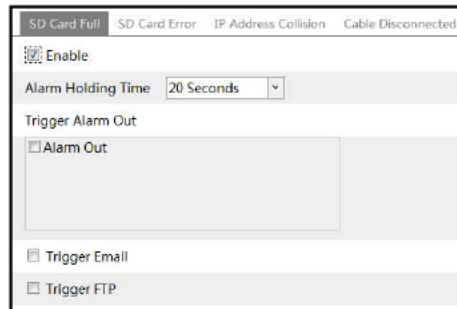 SD Card Full SD Card Error IP Address Collision Cable Disconnected
Enable
Alarm Holding Time 20 Seconds
Trigger Alarm Out
Alarm Out
Trigger Email
Trigger FTP